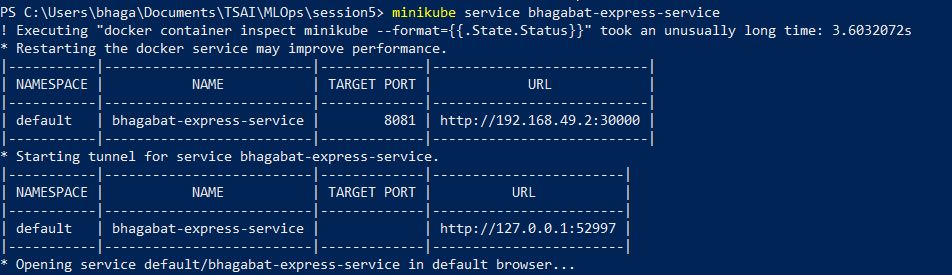 PS C:\Users\bhaga\Documents\TSAI\MLOps\session5> minikube service bhagabat-express-service
! Executing "docker container inspect minikube --format={{.State.Status}}" took an unusually long time: 3.6032072s
* Restarting the docker service may improve performance.
|-----------|--------------------------|-------------|---------------------------|
| NAMESPACE |           NAME           | TARGET PORT |            URL            |
|-----------|--------------------------|-------------|---------------------------|
| default   | bhagabat-express-service |        8081 | http://192.168.49.2:30000 |
|-----------|--------------------------|-------------|---------------------------|
* Starting tunnel for service bhagabat-express-service.
|-----------|--------------------------|-------------|------------------------|
| NAMESPACE |           NAME           | TARGET PORT |          URL           |
|-----------|--------------------------|-------------|------------------------|
| default   | bhagabat-express-service |             | http://127.0.0.1:52997 |
|-----------|--------------------------|-------------|------------------------|
* Opening service default/bhagabat-express-service in default browser...